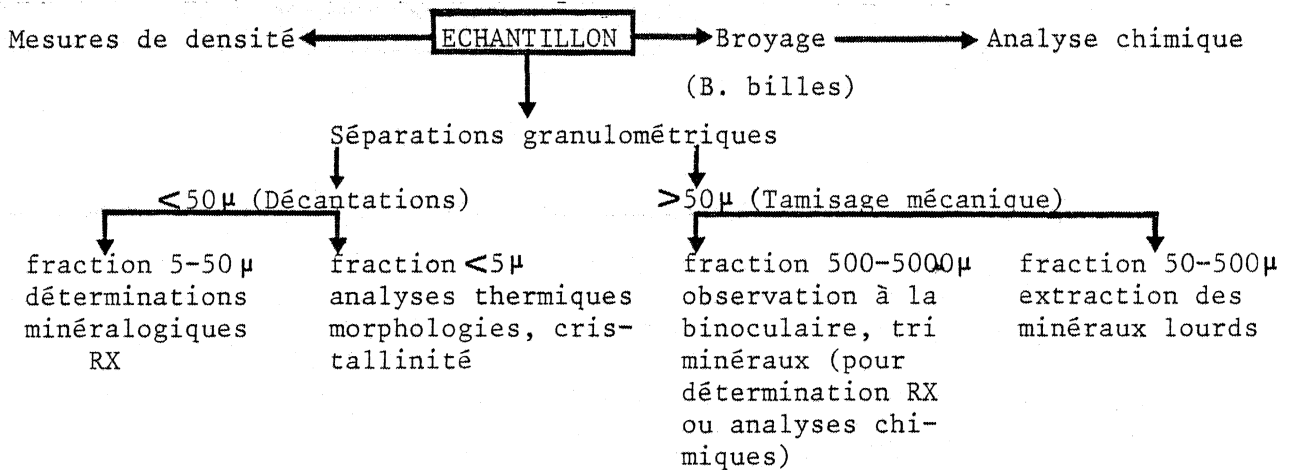 Mesures de densité ECHANTILLON Broyage Analyse chimique
(B. billes)
Séparations granulométriques
<50µ (Décantations) >50µ (Tamisage mécanique)
fraction 5-50µ
déterminations
minéralogiques
RX
fraction <5µ
analyses thermiques
morphologies, cris-
tallinité
fraction 500-5000µ
observation à la
binoculaire, tri
minéraux (pour
détermination RX
ou analyses chi-
miques)
fraction 50-500µ
extraction des
minéraux lourds